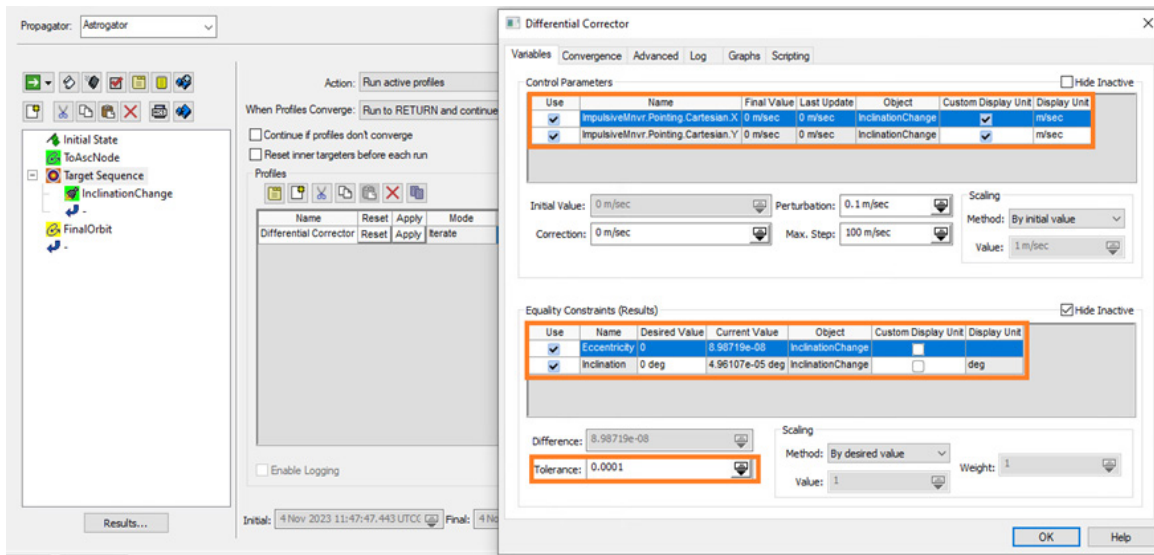 Propagator: Astrogator
Initial State
ToAscNode
Target Sequence
InclinationChange
-
FinalOrbit
-
Results...
Action: Run active profiles
When Profiles Converge: Run to RETURN and continue
Continue if profiles don't converge
Reset inner targeters before each run
Profiles
Name Reset Apply Mode
Differential Corrector Reset Apply Iterate
Enable Logging
Initial: 4 Nov 2023 11:47:47.443 UTCG Final: 4 No
Differential Corrector
Variables Convergence Advanced Log Graphs Scripting
Control Parameters Hide Inactive
Use Name Final Value Last Update Object Custom Display Unit Display Unit
ImpulsiveMnvr.Pointing.Cartesian.X 0 m/sec 0 m/sec InclinationChange m/sec
ImpulsiveMnvr.Pointing.Cartesian.Y 0 m/sec 0 m/sec InclinationChange m/sec
Initial Value: 0 m/sec Perturbation: 0.1 m/sec
Correction: 0 m/sec Max. Step: 100 m/sec
Scaling
Method: By initial value
Value: 1 m/sec
Equality Constraints (Results) Hide Inactive
Use Name Desired Value Current Value Object Custom Display Unit Display Unit
Eccentricity 0 8.98719e-08 InclinationChange
Inclination 0 deg 4.96107e-05 deg InclinationChange deg
Difference: 8.98719e-08
Tolerance: 0.0001
Scaling
Method: By desired value Weight: 1
Value: 1
OK Help